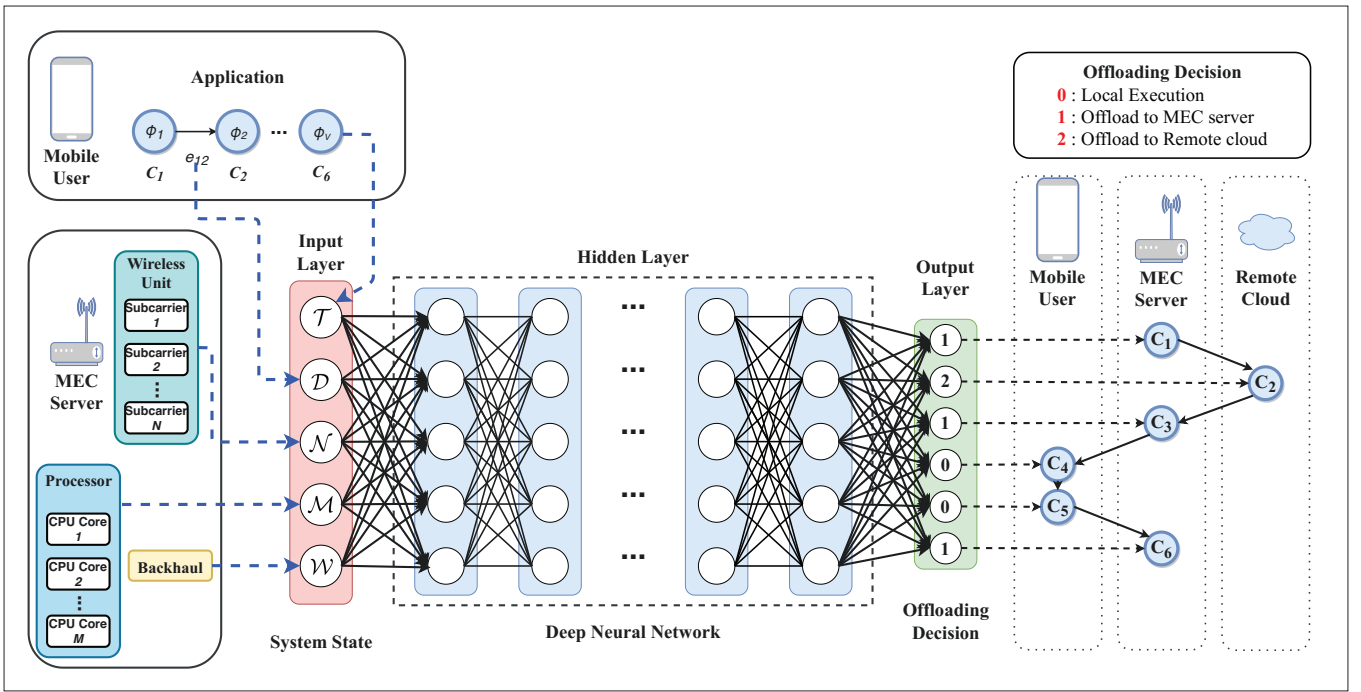 Application
Mobile
User
ϕ1
ϕ2
...
ϕv
e12
C1
C2
C6
Wireless
Unit
Subcarrier
1
Subcarrier
2
Subcarrier
N
MEC
Server
Processor
CPU Core
1
CPU Core
2
CPU Core
M
Backhaul
Input
Layer
T
D
N
M
W
System State
Hidden Layer
...
...
...
...
...
Deep Neural Network
Output
Layer
1
2
1
0
0
1
Offloading
Decision
Offloading Decision
0 : Local Execution
1 : Offload to MEC server
2 : Offload to Remote cloud
Mobile
User
MEC
Server
Remote
Cloud
C1
C2
C3
C4
C5
C6